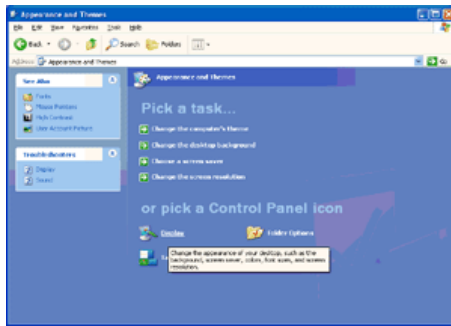 Appearance and Themes
File Edit View Favorites Tools Help
Back Search Folders
Address Appearance and Themes Go
See Also
Fonts
Mouse Pointers
High Contrast
User Account Picture
Troubleshooters
Display
Sound
Appearance and Themes
Pick a task...
Change the computer's theme
Change the desktop background
Choose a screen saver
Change the screen resolution
or pick a Control Panel icon
Display Folder Options
Change the appearance of your desktop, such as the
background, screen saver, colors, font sizes, and screen
resolution.